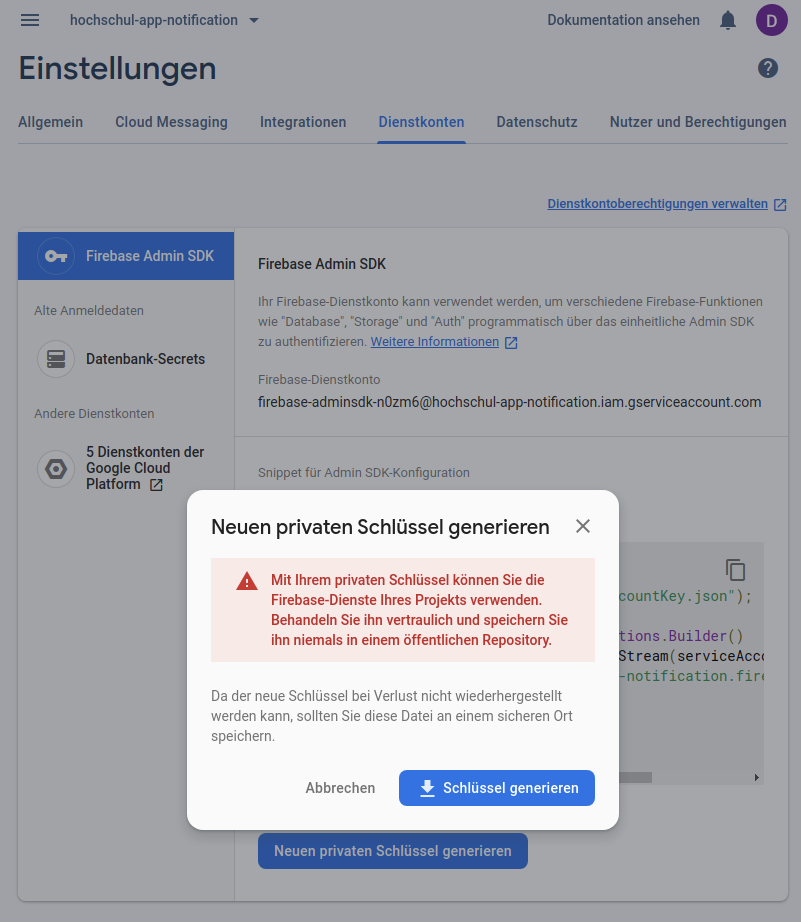 hochschul-app-notification
Dokumentation ansehen
D
Einstellungen
Allgemein
Cloud Messaging
Integrationen
Dienstkonten
Datenschutz
Nutzer und Berechtigungen
Dienstkontoberechtigungen verwalten
Firebase Admin SDK
Alte Anmeldedaten
Datenbank-Secrets
Andere Dienstkonten
5 Dienstkonten der
Google Cloud
Platform
Firebase Admin SDK
Ihr Firebase-Dienstkonto kann verwendet werden, um verschiedene Firebase-Funktionen
wie "Database", "Storage" und "Auth" programmatisch über das einheitliche Admin SDK
zu authentifizieren. Weitere Informationen
Firebase-Dienstkonto
firebase-adminsdk-n0zm6@hochschul-app-notification.iam.gserviceaccount.com
Snippet für Admin SDK-Konfiguration
Neuen privaten Schlüssel generieren
Mit Ihrem privaten Schlüssel können Sie die
Firebase-Dienste Ihres Projekts verwenden.
Behandeln Sie ihn vertraulich und speichern Sie
ihn niemals in einem öffentlichen Repository.
Da der neue Schlüssel bei Verlust nicht wiederhergestellt
werden kann, sollten Sie diese Datei an einem sicheren Ort
speichern.
Abbrechen
Schlüssel generieren
countKey.json");
tions.Builder()
Stream(serviceAcc
-notification.fire
Neuen privaten Schlüssel generieren